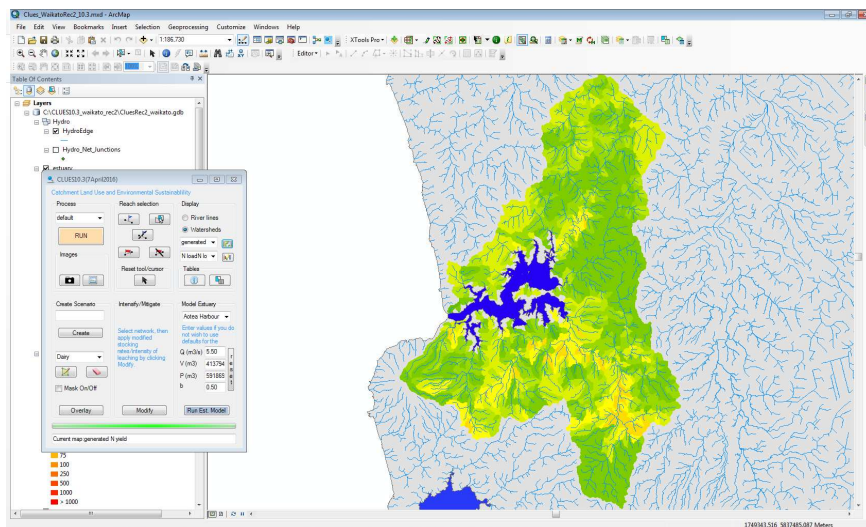 Clues_WaikatoRec2_10.3.mxd - ArcMap
File Edit View Bookmarks Insert Selection Geoprocessing Customize Windows Help
1:186,730
XTools Pro
Editor
Table Of Contents
Layers
C:\CLUES10.3_waikato_rec2\CluesRec2_waikato.gdb
Hydro
HydroEdge
Hydro_Net_Junctions
estuary
CLUES10.3(7April2016)
Catchment Land Use and Environmental Sustainability
Process
Reach selection
Display
default
River lines
RUN
Watersheds
generated
Images
N loadN lo
Reset tool/cursor
Tables
Create Scenario
Intensify/Mitigate
Model Estuary
Aotea Harbour
Create
Select network, then
apply modified
stocking
rates/intensity of
leaching by clicking
Modify
Enter values if you do
not wish to use
defaults for the
Q (m3/s) 5.50
Dairy
V (m3) 413794
P (m3) 591865
b 0.50
r e s e t
Mask On/Off
Overlay
Modify
Run Est. Model
Current map:generated N yield
75
100
250
500
1000
> 1000
1749343.516 5837485.087 Meters